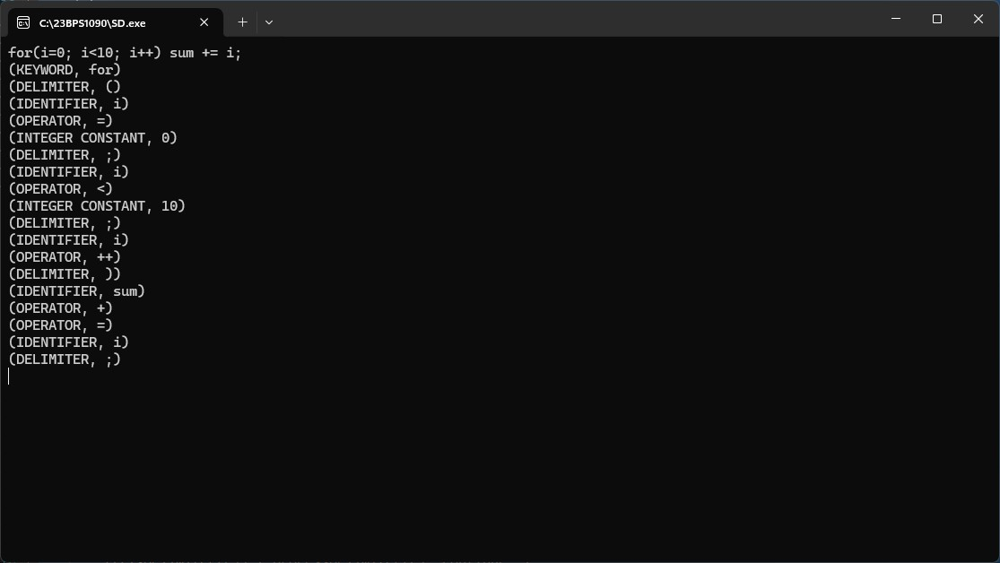 C:\23BPS1090\SD.exe
for(i=0; i<10; i++) sum += i;
(KEYWORD, for)
(DELIMITER, ()
(IDENTIFIER, i)
(OPERATOR, =)
(INTEGER CONSTANT, 0)
(DELIMITER, ;)
(IDENTIFIER, i)
(OPERATOR, <)
(INTEGER CONSTANT, 10)
(DELIMITER, ;)
(IDENTIFIER, i)
(OPERATOR, ++)
(DELIMITER, ))
(IDENTIFIER, sum)
(OPERATOR, +)
(OPERATOR, =)
(IDENTIFIER, i)
(DELIMITER, ;)